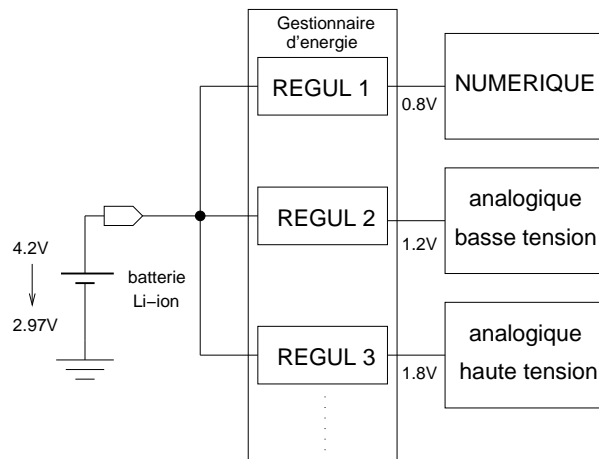 Gestionnaire
d'energie
REGUL 1
0.8V
NUMERIQUE
REGUL 2
1.2V
analogique
basse tension
4.2V
2.97V
batterie
Li−ion
REGUL 3
1.8V
analogique
haute tension